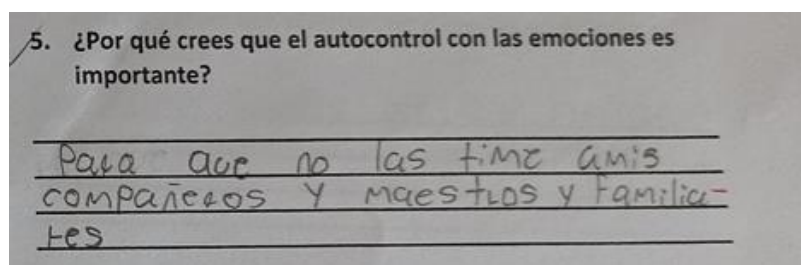 5. ¿Por qué crees que el autocontrol con las emociones es
importante?
Para que no las time amis
compañeros y maestros y Familia-
res